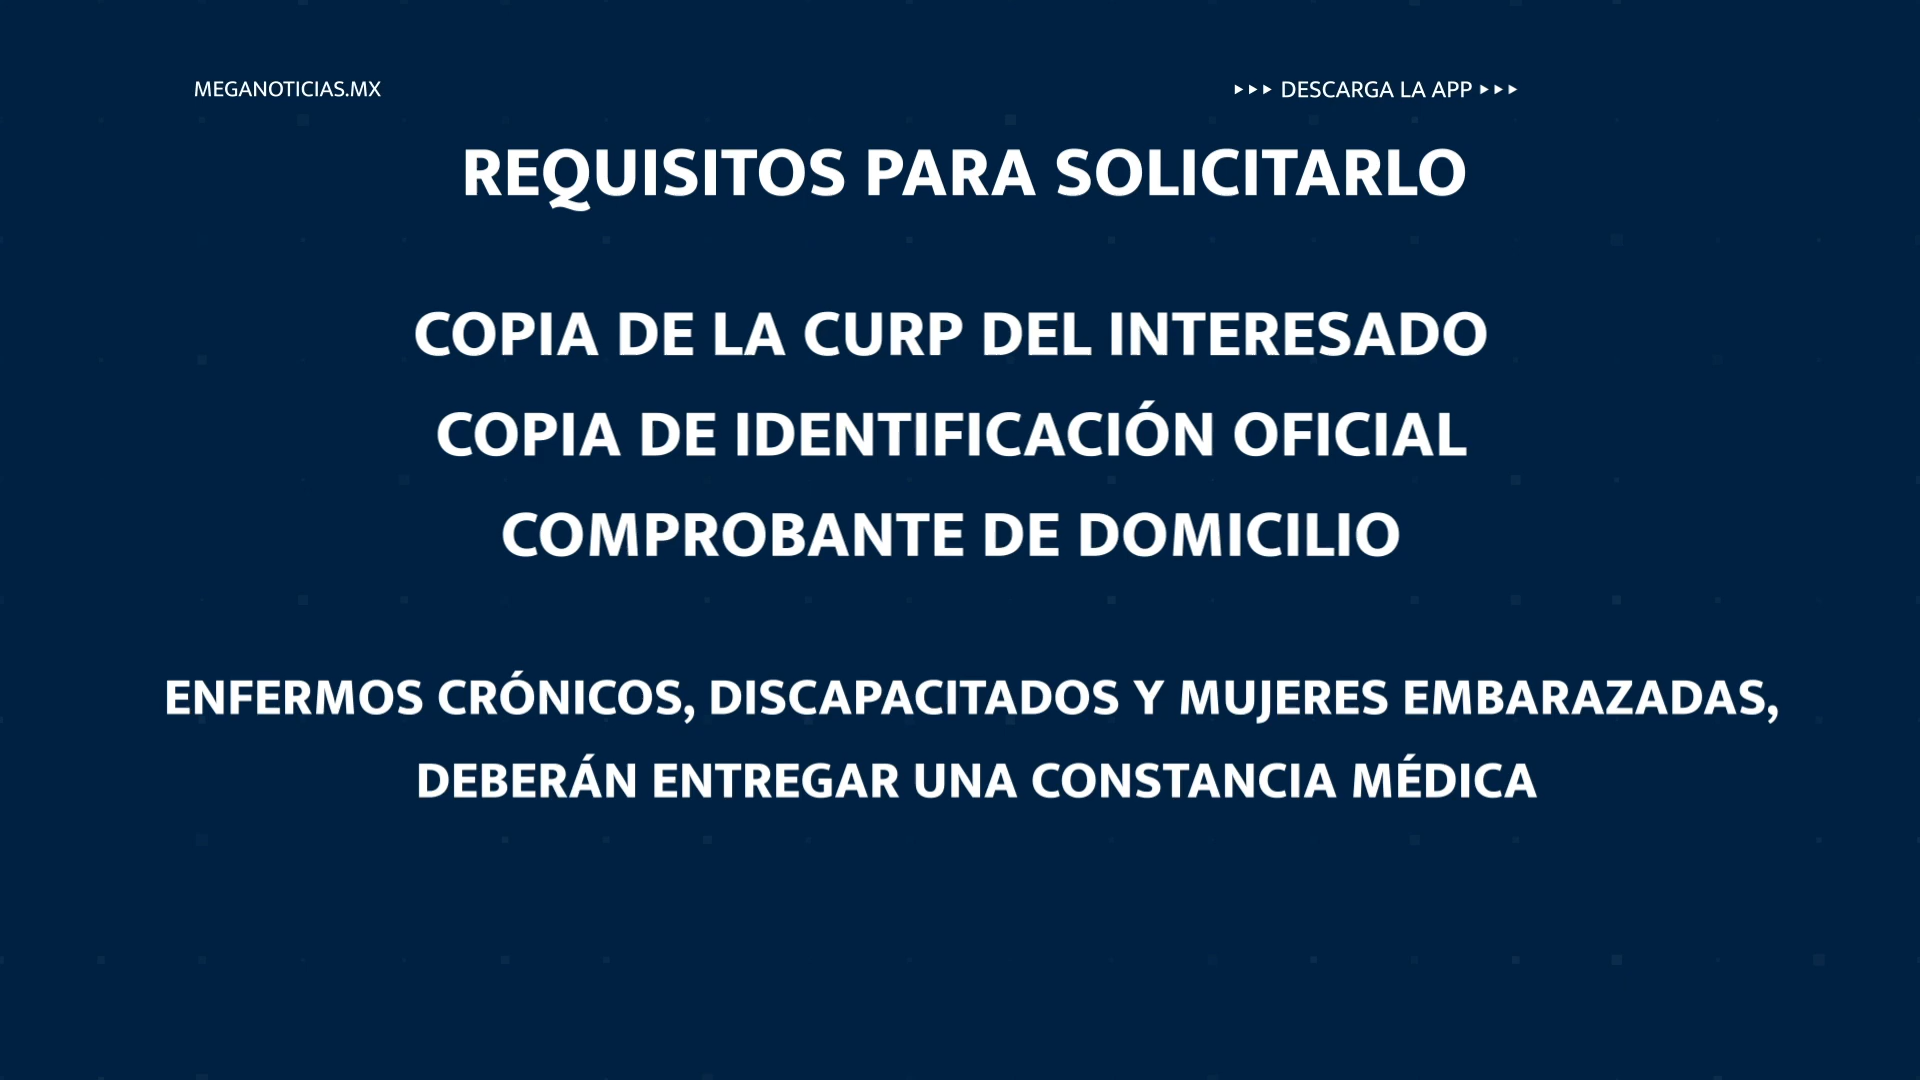 MEGANOTICIAS.MX
DESCARGA LA APP
REQUISITOS PARA SOLICITARLO
COPIA DE LA CURP DEL INTERESADO
COPIA DE IDENTIFICACIÓN OFICIAL
COMPROBANTE DE DOMICILIO
ENFERMOS CRÓNICOS, DISCAPACITADOS Y MUJERES EMBARAZADAS,
DEBERÁN ENTREGAR UNA CONSTANCIA MÉDICA